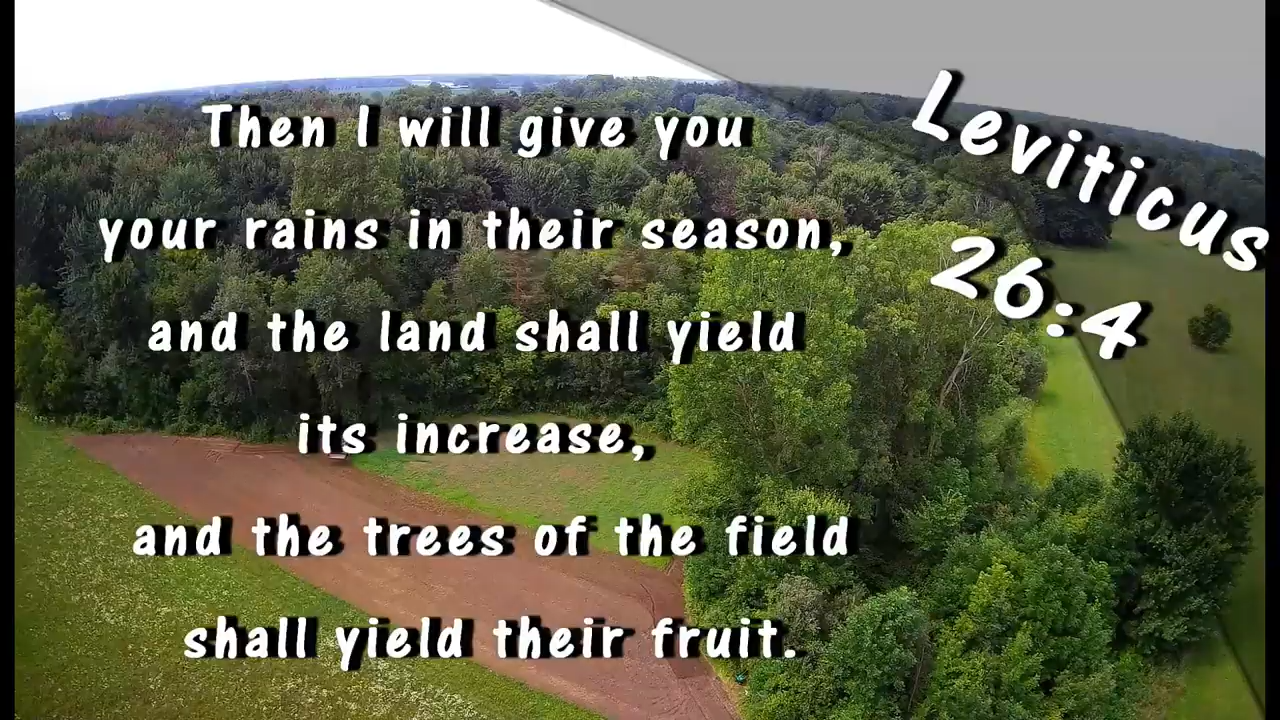 Then I will give you
your rains in their season,
and the land shall yield
its increase,
and the trees of the field
shall yield their fruit.
Leviticus
26:4